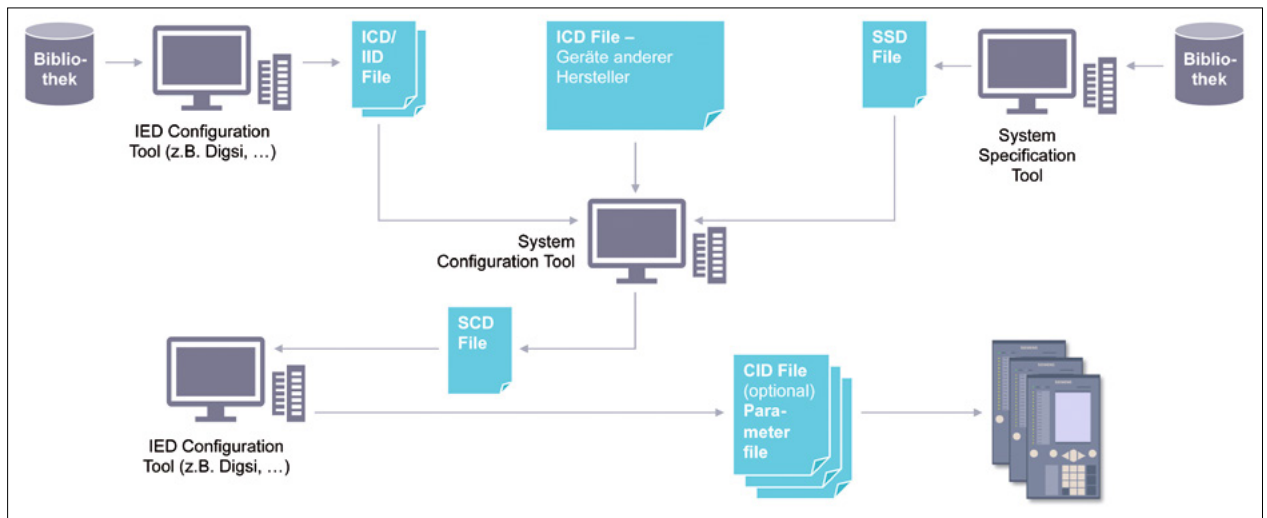 Biblio-
thek
IED Configuration
Tool (z.B. Digsi, …)
ICD/
IID
File
ICD File –
Geräte anderer
Hersteller
SSD
File
System
Specification
Tool
Biblio-
thek
System
Configuration Tool
SCD
File
IED Configuration
Tool (z.B. Digsi, …)
CID File
(optional)
Para-
meter
file